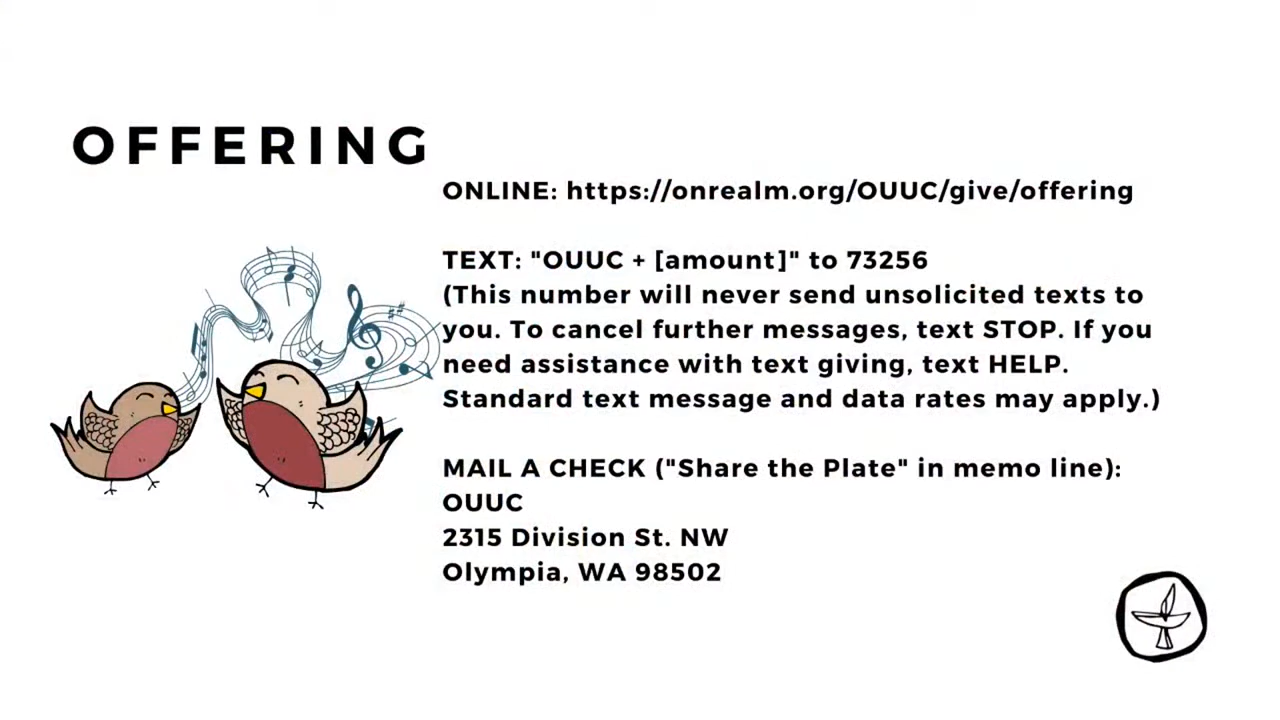 OFFERING
ONLINE: https://onrealm.org/OUUC/give/offering
TEXT: "OUUC + [amount]" to 73256
(This number will never send unsolicited texts to
you. To cancel further messages, text STOP. If you
need assistance with text giving, text HELP.
Standard text message and data rates may apply.)
MAIL A CHECK ("Share the Plate" in memo line):
OUUC
2315 Division St. NW
Olympia, WA 98502